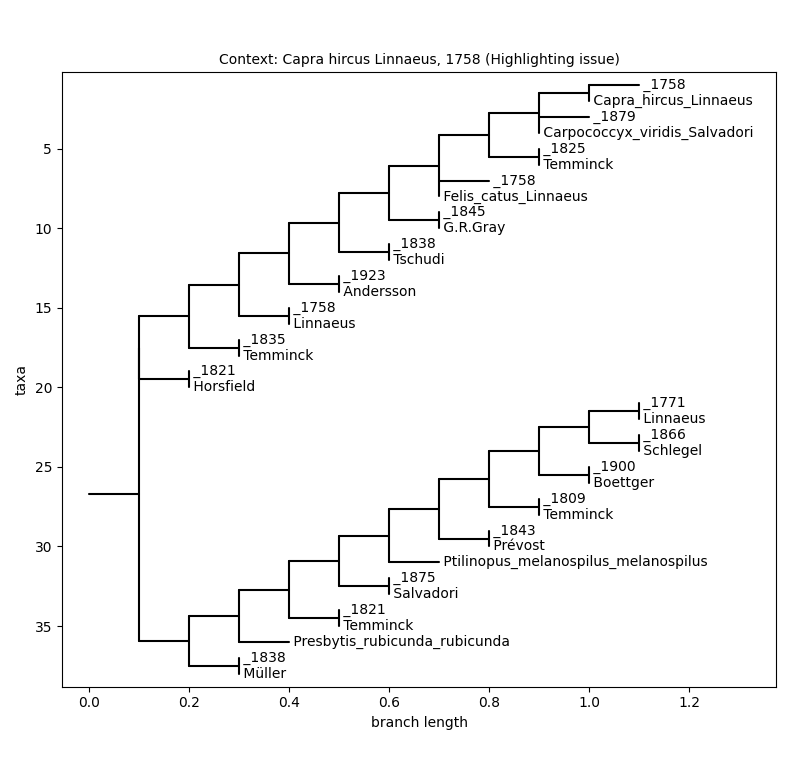 Context: Capra hircus Linnaeus, 1758 (Highlighting issue)
_1758
Capra_hircus_Linnaeus
_1879
Carpococcyx_viridis_Salvadori
_1825
Temminck
_1758
Felis_catus_Linnaeus
_1845
G.R.Gray
_1838
Tschudi
_1923
Andersson
_1758
Linnaeus
_1835
Temminck
_1821
Horsfield
_1771
Linnaeus
_1866
Schlegel
_1900
Boettger
_1809
Temminck
_1843
Prévost
Ptilinopus_melanospilus_melanospilus
_1875
Salvadori
_1821
Temminck
Presbytis_rubicunda_rubicunda
_1838
Müller
5
10
15
20
25
30
35
taxa
0.0 0.2 0.4 0.6 0.8 1.0 1.2
branch length